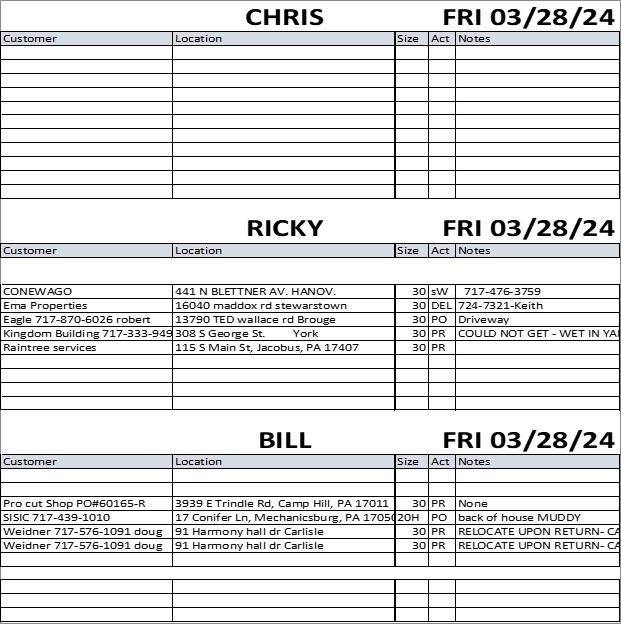 CHRIS FRI 03/28/24
Customer Location Size Act Notes
RICKY FRI 03/28/24
Customer Location Size Act Notes
CONEWAGO 441 N BLETTNER AV. HANOV. 30 sW 717-476-3759
Ema Properties 16040 maddox rd stewarstown 30 DEL 724-7321-Keith
Eagle 717-870-6026 robert 13790 TED wallace rd Brouge 30 PO Driveway
Kingdom Building 717-333-949 308 S George St. York 30 PR COULD NOT GET - WET IN YA
Raintree services 115 S Main St, Jacobus, PA 17407 30 PR
BILL FRI 03/28/24
Customer Location Size Act Notes
Pro cut Shop PO#60165-R 3939 E Trindle Rd, Camp Hill, PA 17011 30 PR None
SISIC 717-439-1010 17 Conifer Ln, Mechanicsburg, PA 1705 20H PO back of house MUDDY
Weidner 717-576-1091 doug 91 Harmony hall dr Carlisle 30 PR RELOCATE UPON RETURN- CA
Weidner 717-576-1091 doug 91 Harmony hall dr Carlisle 30 PR RELOCATE UPON RETURN- CA